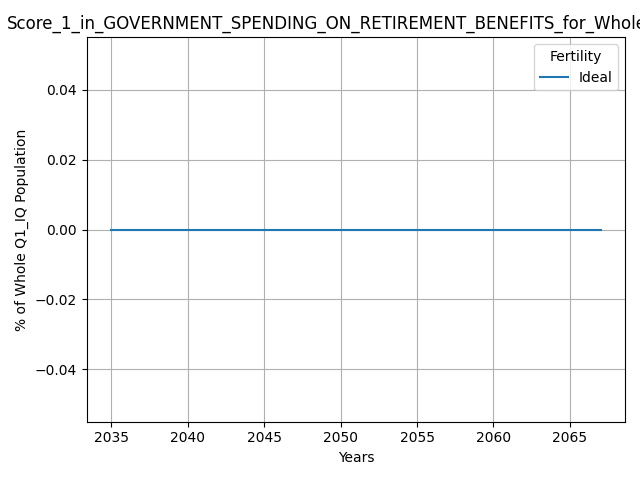 Score_1_in_GOVERNMENT_SPENDING_ON_RETIREMENT_BENEFITS_for_Whole
Fertility
Ideal
% of Whole Q1_IQ Population
0.04
0.02
0.00
−0.02
−0.04
2035 2040 2045 2050 2055 2060 2065
Years